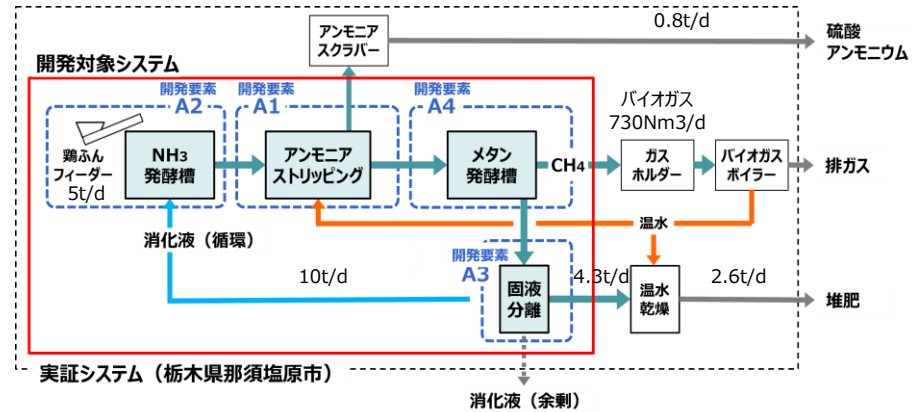 0.8t/d
硫酸
アンモニウム
アンモニア
スクラバー
開発対象システム
開発要素
A2
開発要素
A1
開発要素
A4
バイオガス
730Nm3/d
鶏ふん
フィーダー
5t/d
NH3
発酵槽
アンモニア
ストリッピング
メタン
発酵槽
CH4
ガス
ホルダー
バイオガス
ボイラー
排ガス
消化液（循環）
温水
開発要素
A3
10t/d
固液
分離
4.3t/d
温水
乾燥
2.6t/d
堆肥
実証システム（栃木県那須塩原市）
消化液（余剰）